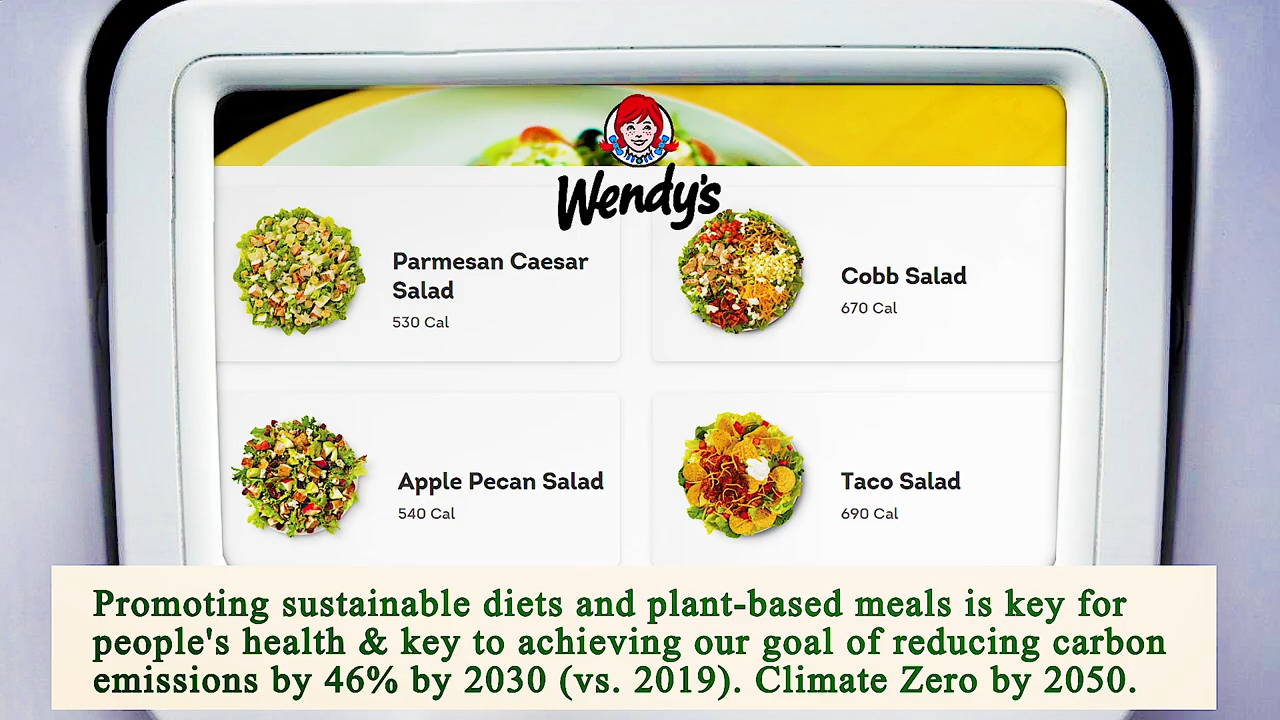 Wendy's
Parmesan Caesar
Salad
530 Cal
Cobb Salad
670 Cal
Apple Pecan Salad
540 Cal
Taco Salad
690 Cal
Promoting sustainable diets and plant-based meals is key for
people's health & key to achieving our goal of reducing carbon
emissions by 46% by 2030 (vs. 2019). Climate Zero by 2050.